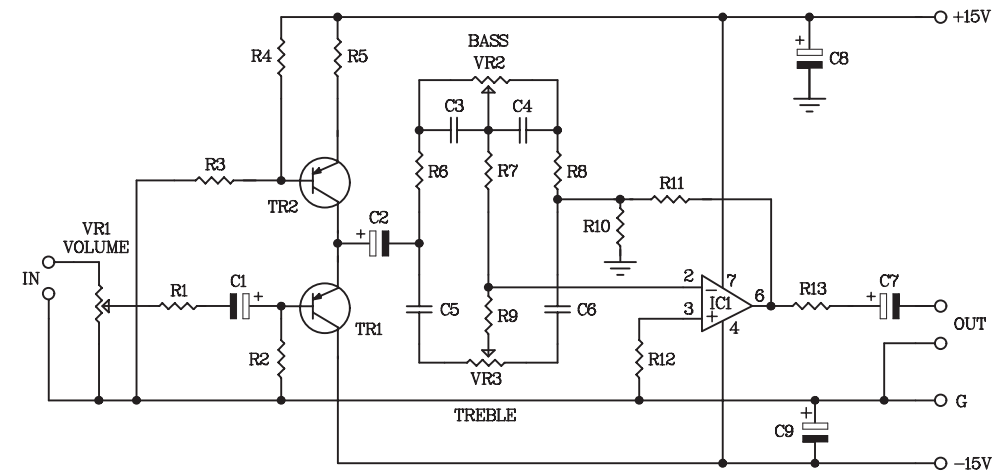 +15V
R4
R5
BASS
VR2
+
C8
C3
C4
R3
R6
R7
R8
R11
TR2
C2
+
R10
VR1
VOLUME
IN
R1
C1
+
2
−
7
IC1
6
R13
+
C7
3
+
4
C5
R9
C6
TR1
OUT
R2
R12
VR3
TREBLE
G
+
C9
−15V